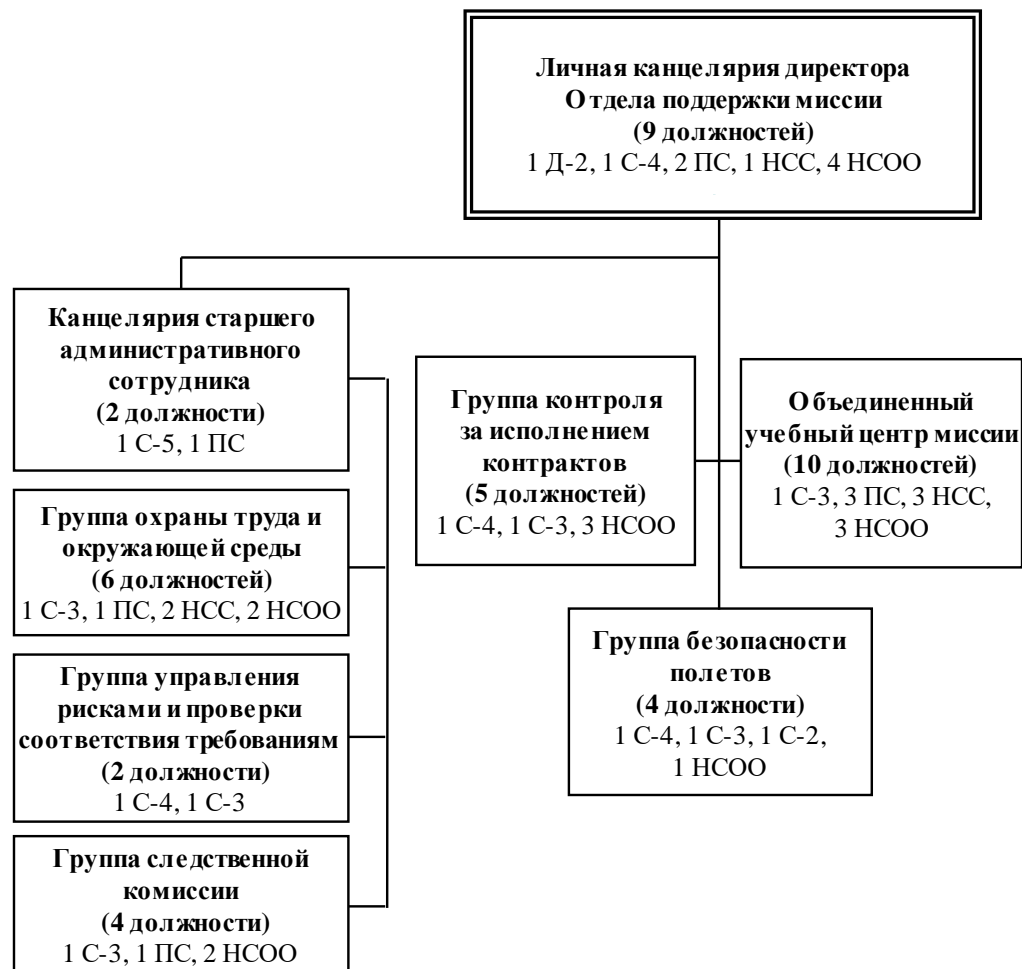 Личная канцелярия директора
Отдела поддержки миссии
(9 должностей)
1 Д-2, 1 С-4, 2 ПС, 1 НСС, 4 НСОО
Канцелярия старшего
административного
сотрудника
(2 должности)
1 С-5, 1 ПС
Группа охраны труда и
окружающей среды
(6 должностей)
1 С-3, 1 ПС, 2 НСС, 2 НСОО
Группа управления
рисками и проверки
соответствия требованиям
(2 должности)
1 С-4, 1 С-3
Группа следственной
комиссии
(4 должности)
1 С-3, 1 ПС, 2 НСОО
Группа контроля
за исполнением
контрактов
(5 должностей)
1 С-4, 1 С-3, 3 НСОО
Объединенный
учебный центр миссии
(10 должностей)
1 С-3, 3 ПС, 3 НСС,
3 НСОО
Группа безопасности
полетов
(4 должности)
1 С-4, 1 С-3, 1 С-2,
1 НСОО